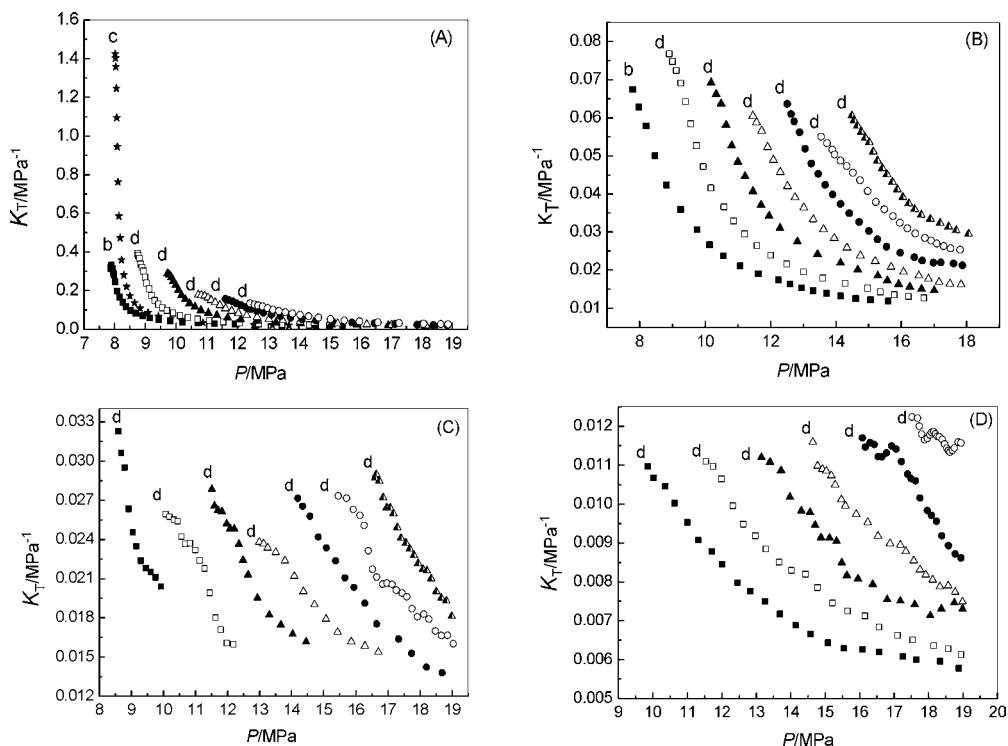 (A)
K_T/MPa⁻¹
1.6
1.4
1.2
1.0
0.8
0.6
0.4
0.2
0.0
c
b d d d d d
7 8 9 10 11 12 13 14 15 16 17 18 19
P/MPa
(B)
K_T/MPa⁻¹
0.08
0.07
0.06
0.05
0.04
0.03
0.02
0.01
b d d d d d d
8 10 12 14 16 18
P/MPa
(C)
K_T/MPa⁻¹
0.033
0.030
0.027
0.024
0.021
0.018
0.015
0.012
d d d d d d d
8 9 10 11 12 13 14 15 16 17 18 19
P/MPa
(D)
K_T/MPa⁻¹
0.012
0.011
0.010
0.009
0.008
0.007
0.006
0.005
d d d d d d
9 10 11 12 13 14 15 16 17 18 19 20
P/MPa